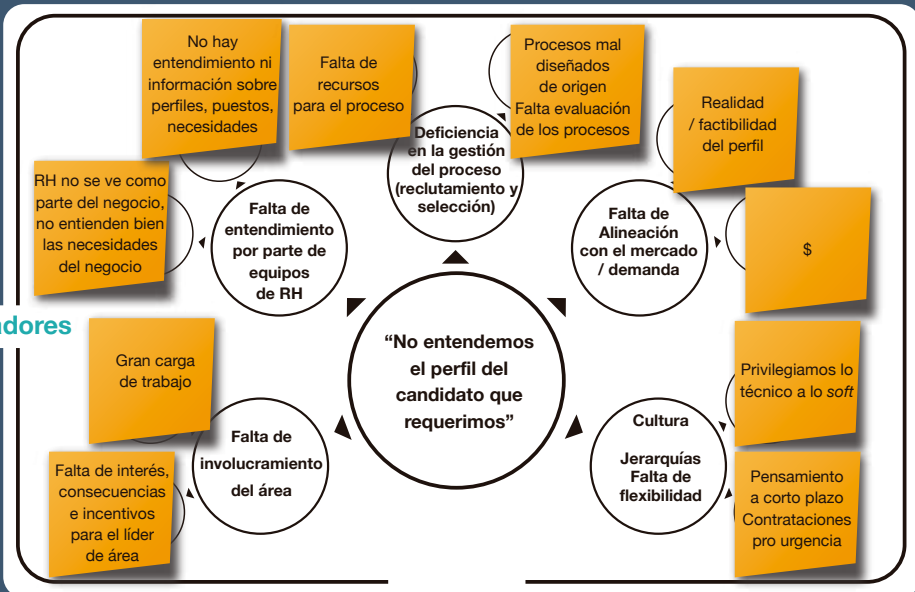 No hay
entendimiento ni
información sobre
perfiles, puestos,
necesidades
Falta de
recursos
para el proceso
Procesos mal
diseñados
de origen
Falta evaluación
de los procesos
Realidad
/ factibilidad
del perfil
RH no se ve como
parte del negocio,
no entienden bien
las necesidades
del negocio
Falta de
entendimiento
por parte de
equipos
de RH
Deficiencia
en la gestión
del proceso
(reclutamiento y
selección)
Falta de
Alineación
con el mercado
/ demanda
$
adores
Gran carga
de trabajo
"No entendemos
el perfil del
candidato que
requerimos"
Privilegiamos lo
técnico a lo soft
Falta de
involucramiento
del área
Cultura
Jerarquías
Falta de
flexibilidad
Falta de interés,
consecuencias
e incentivos
para el líder
de área
Pensamiento
a corto plazo
Contrataciones
pro urgencia